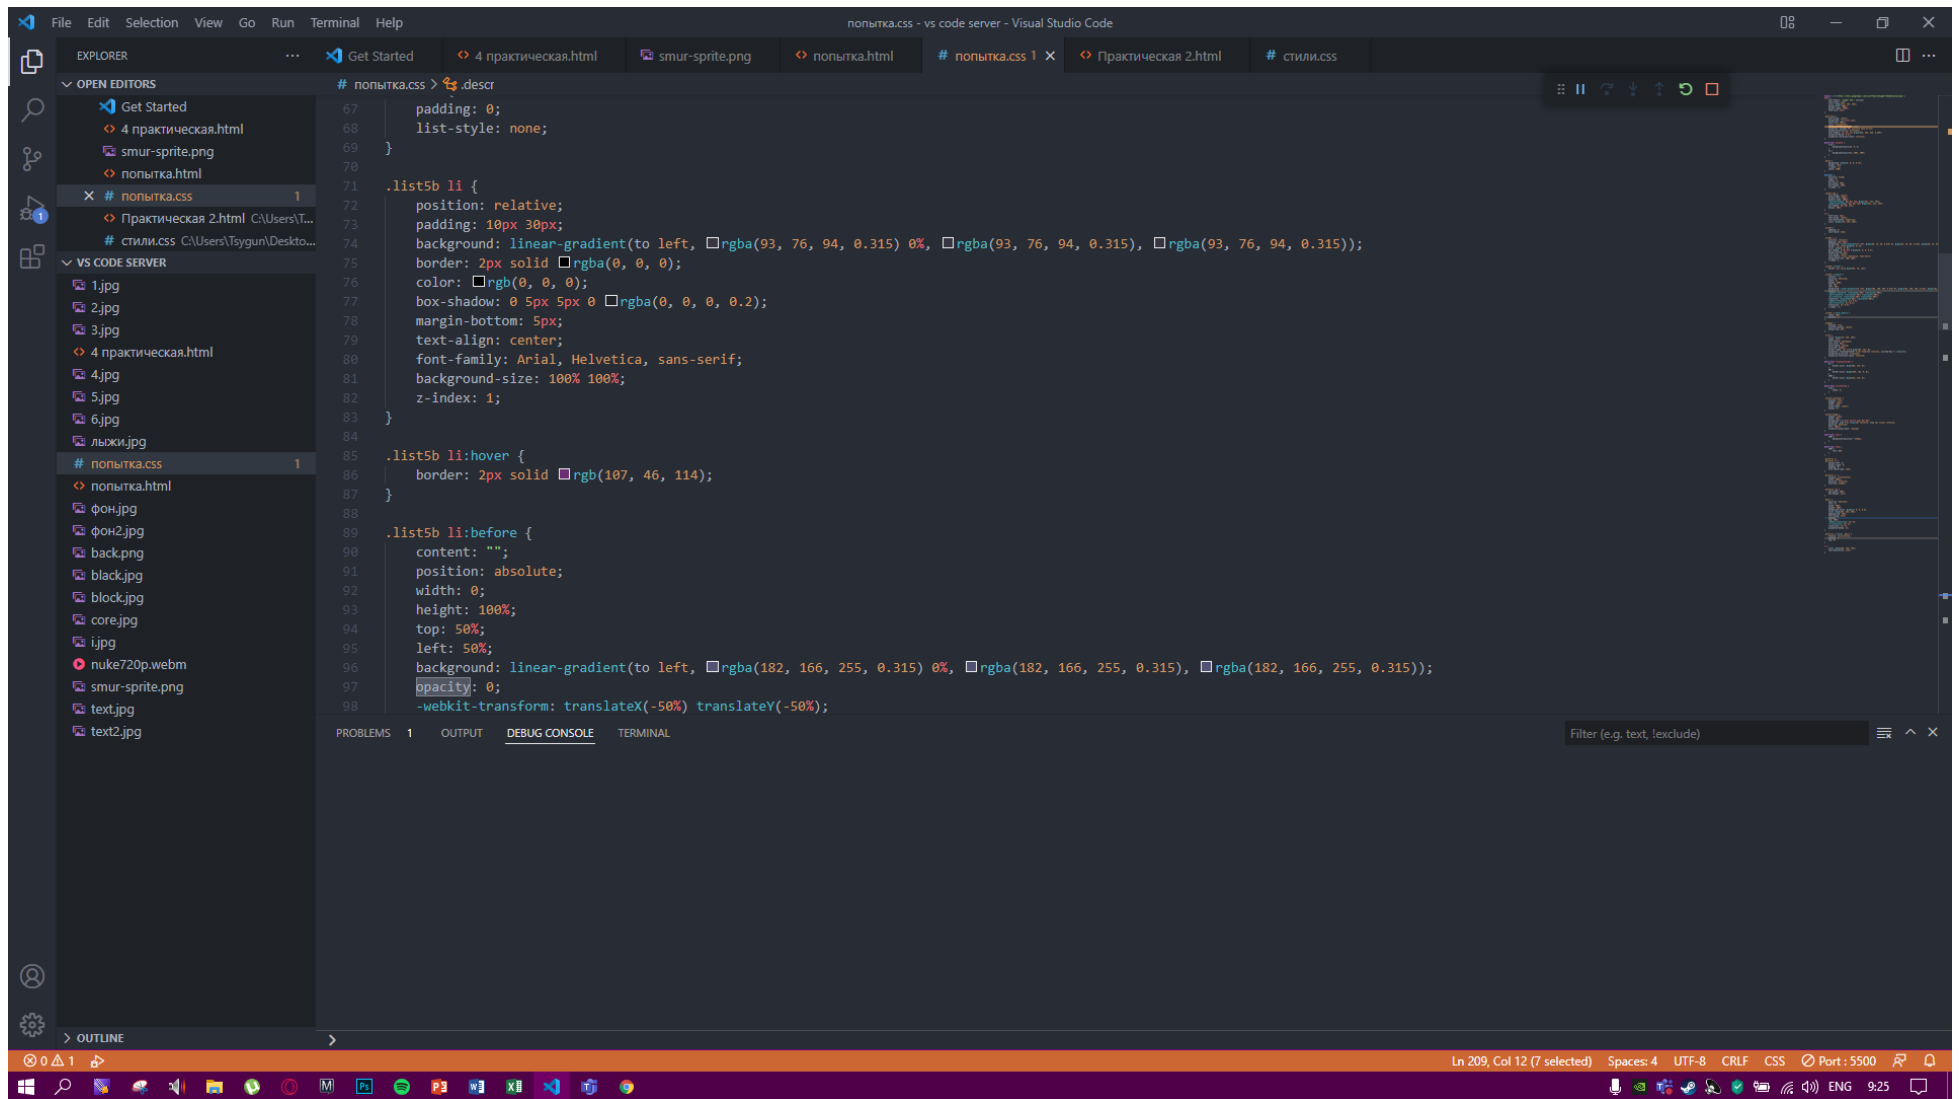 File Edit Selection View Go Run Terminal Help
попытка.css - vs code server - Visual Studio Code
EXPLORER
Get Started
4 практическая.html
smur-sprite.png
попытка.html
# попытка.css 1
Практическая 2.html
# стили.css
OPEN EDITORS
Get Started
4 практическая.html
smur-sprite.png
попытка.html
# попытка.css 1
Практическая 2.html C:\Users\T...
# стили.css C:\Users\Tsygun\Deskto...
VS CODE SERVER
1.jpg
2.jpg
3.jpg
4 практическая.html
4.jpg
5.jpg
6.jpg
лыжи.jpg
# попытка.css 1
попытка.html
фон.jpg
фон2.jpg
back.png
black.jpg
block.jpg
core.jpg
i.jpg
nuke720p.webm
smur-sprite.png
text.jpg
text2.jpg
OUTLINE
# попытка.css > .descr
67 padding: 0;
68 list-style: none;
69 }
70
71 .list5b li {
72 position: relative;
73 padding: 10px 30px;
74 background: linear-gradient(to left, rgba(93, 76, 94, 0.315) 0%, rgba(93, 76, 94, 0.315), rgba(93, 76, 94, 0.315));
75 border: 2px solid rgba(0, 0, 0);
76 color: rgb(0, 0, 0);
77 box-shadow: 0 5px 5px 0 rgba(0, 0, 0, 0.2);
78 margin-bottom: 5px;
79 text-align: center;
80 font-family: Arial, Helvetica, sans-serif;
81 background-size: 100% 100%;
82 z-index: 1;
83 }
84
85 .list5b li:hover {
86 border: 2px solid rgb(107, 46, 114);
87 }
88
89 .list5b li:before {
90 content: "";
91 position: absolute;
92 width: 0;
93 height: 100%;
94 top: 50%;
95 left: 50%;
96 background: linear-gradient(to left, rgba(182, 166, 255, 0.315) 0%, rgba(182, 166, 255, 0.315), rgba(182, 166, 255, 0.315));
97 opacity: 0;
98 -webkit-transform: translateX(-50%) translateY(-50%);
PROBLEMS 1 OUTPUT DEBUG CONSOLE TERMINAL
Filter (e.g. text, !exclude)
0 1
Ln 209, Col 12 (7 selected) Spaces: 4 UTF-8 CRLF CSS Port : 5500
ENG 9:25